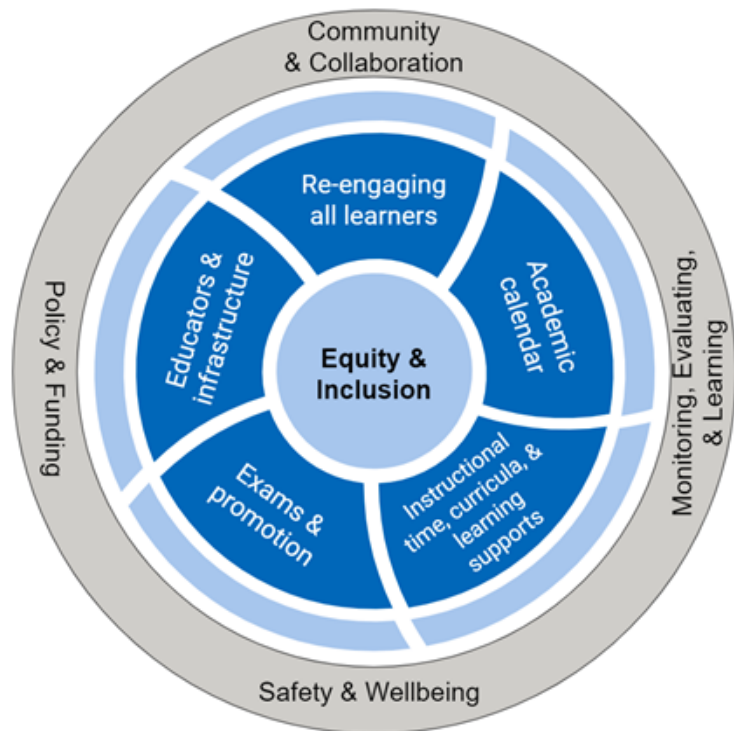 Community
& Collaboration
Re-engaging
all learners
Academic
calendar
Monitoring, Evaluating,
& Learning
Educators &
infrastructure
Policy & Funding
Equity &
Inclusion
Exams &
promotion
Instructional
time, curricula, &
learning
supports
Safety & Wellbeing